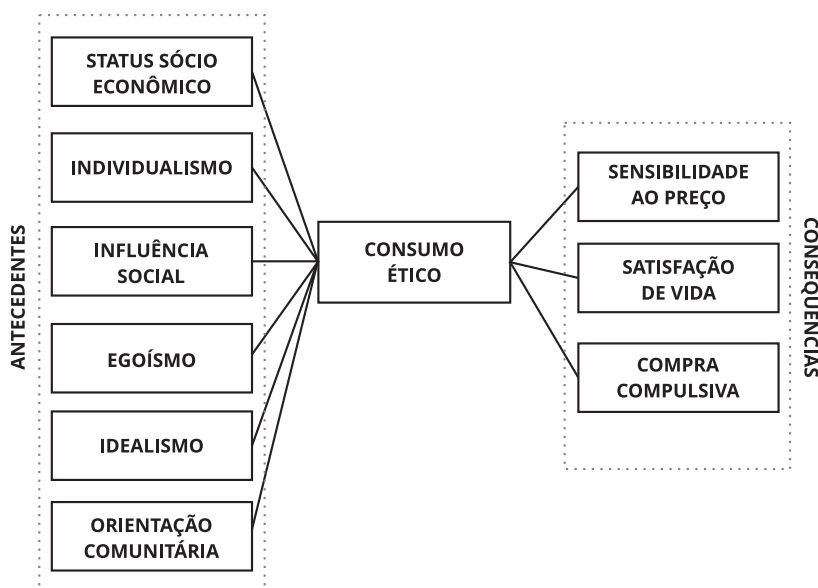 ANTECEDENTES
STATUS SÓCIO
ECONÔMICO
INDIVIDUALISMO
INFLUÊNCIA
SOCIAL
EGOÍSMO
IDEALISMO
ORIENTAÇÃO
COMUNITÁRIA
CONSUMO
ÉTICO
SENSIBILIDADE
AO PREÇO
SATISFAÇÃO
DE VIDA
COMPRA
COMPULSIVA
CONSEQUENCIAS